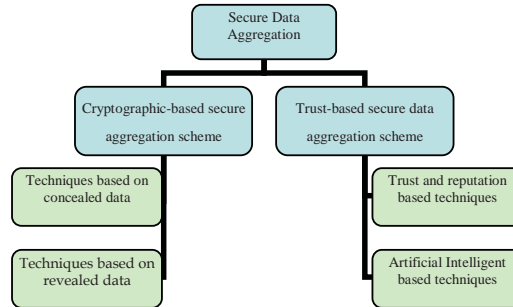 Secure Data
Aggregation
Cryptographic-based secure
aggregation scheme
Trust-based secure data
aggregation scheme
Techniques based on
concealed data
Trust and reputation
based techniques
Techniques based on
revealed data
Artificial Intelligent
based techniques